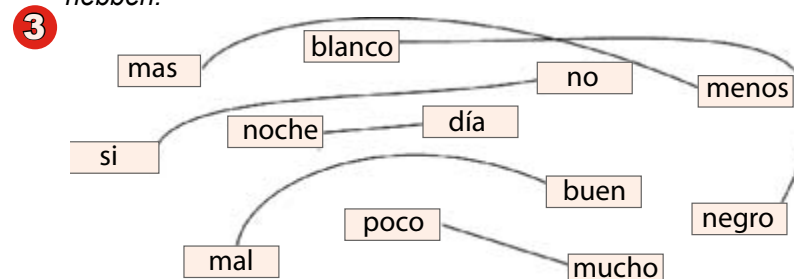 hebben.
3
blanco
mas
no
menos
noche
día
si
buen
poco
negro
mal
mucho